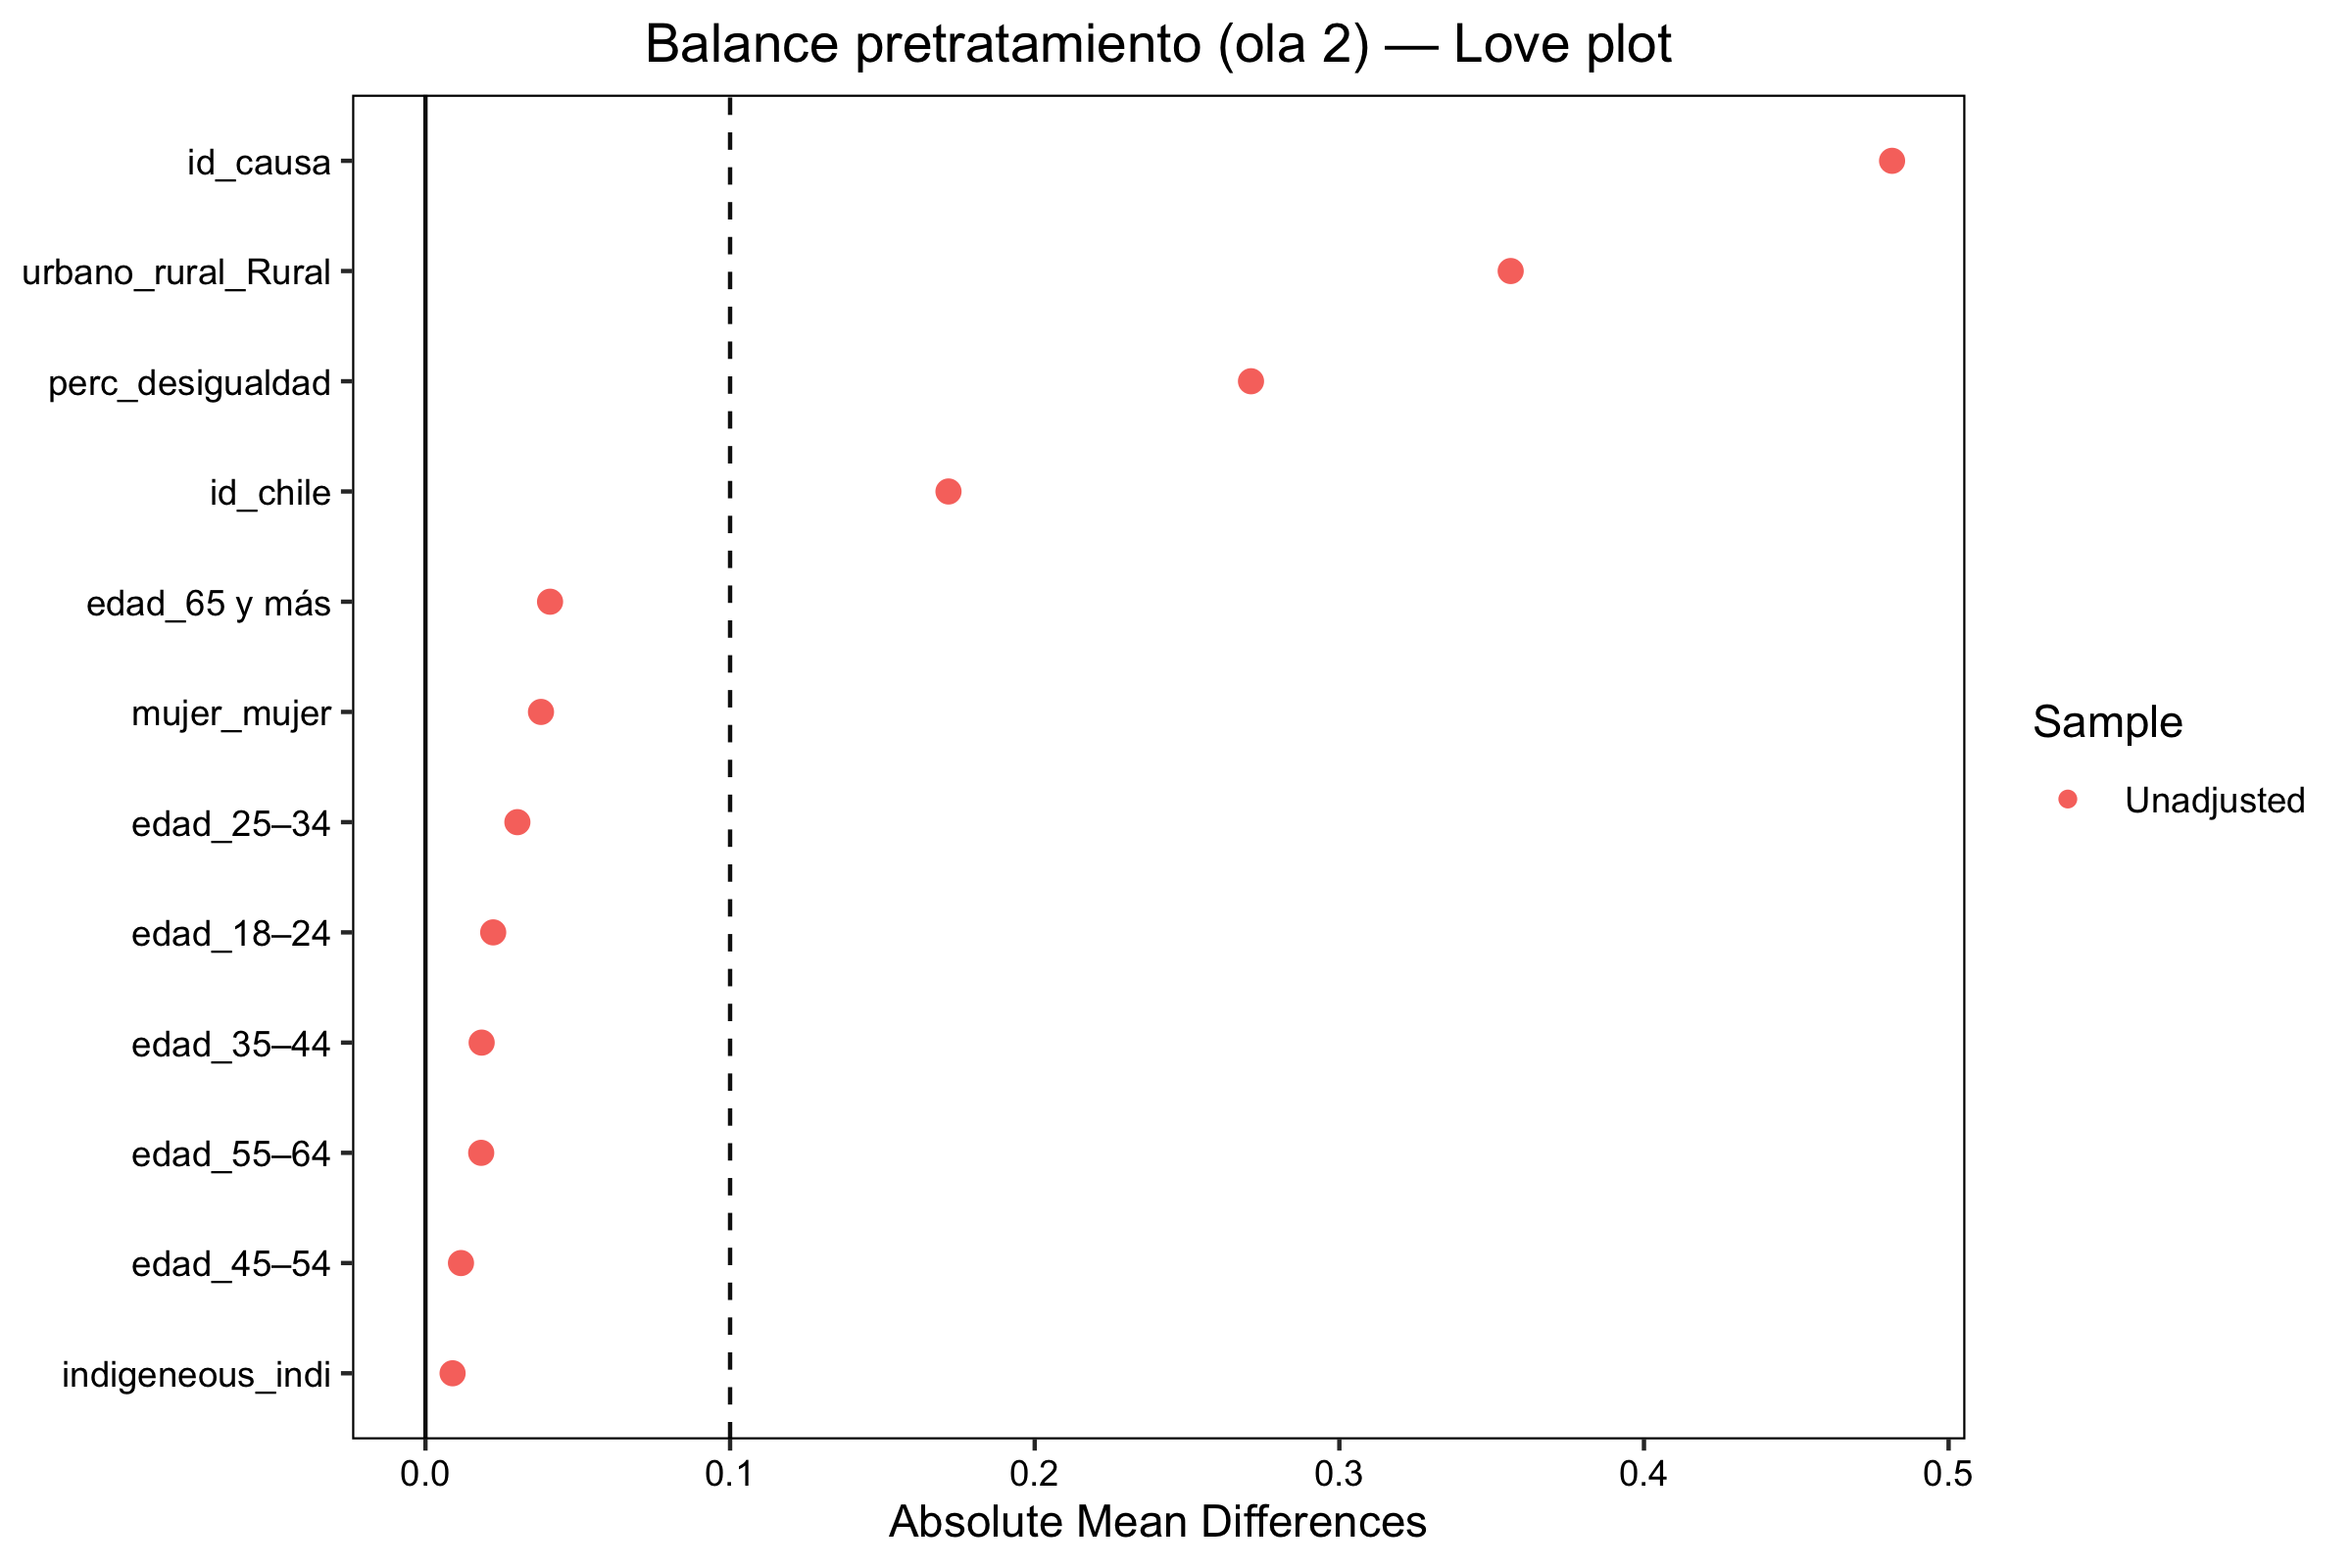 Balance pretratamiento (ola 2) — Love plot
id_causa
urbano_rural_Rural
perc_desigualdad
id_chile
edad_65 y más
mujer_mujer
edad_25–34
edad_18–24
edad_35–44
edad_55–64
edad_45–54
indigeneous_indi
0.0 0.1 0.2 0.3 0.4 0.5
Absolute Mean Differences
Sample
Unadjusted